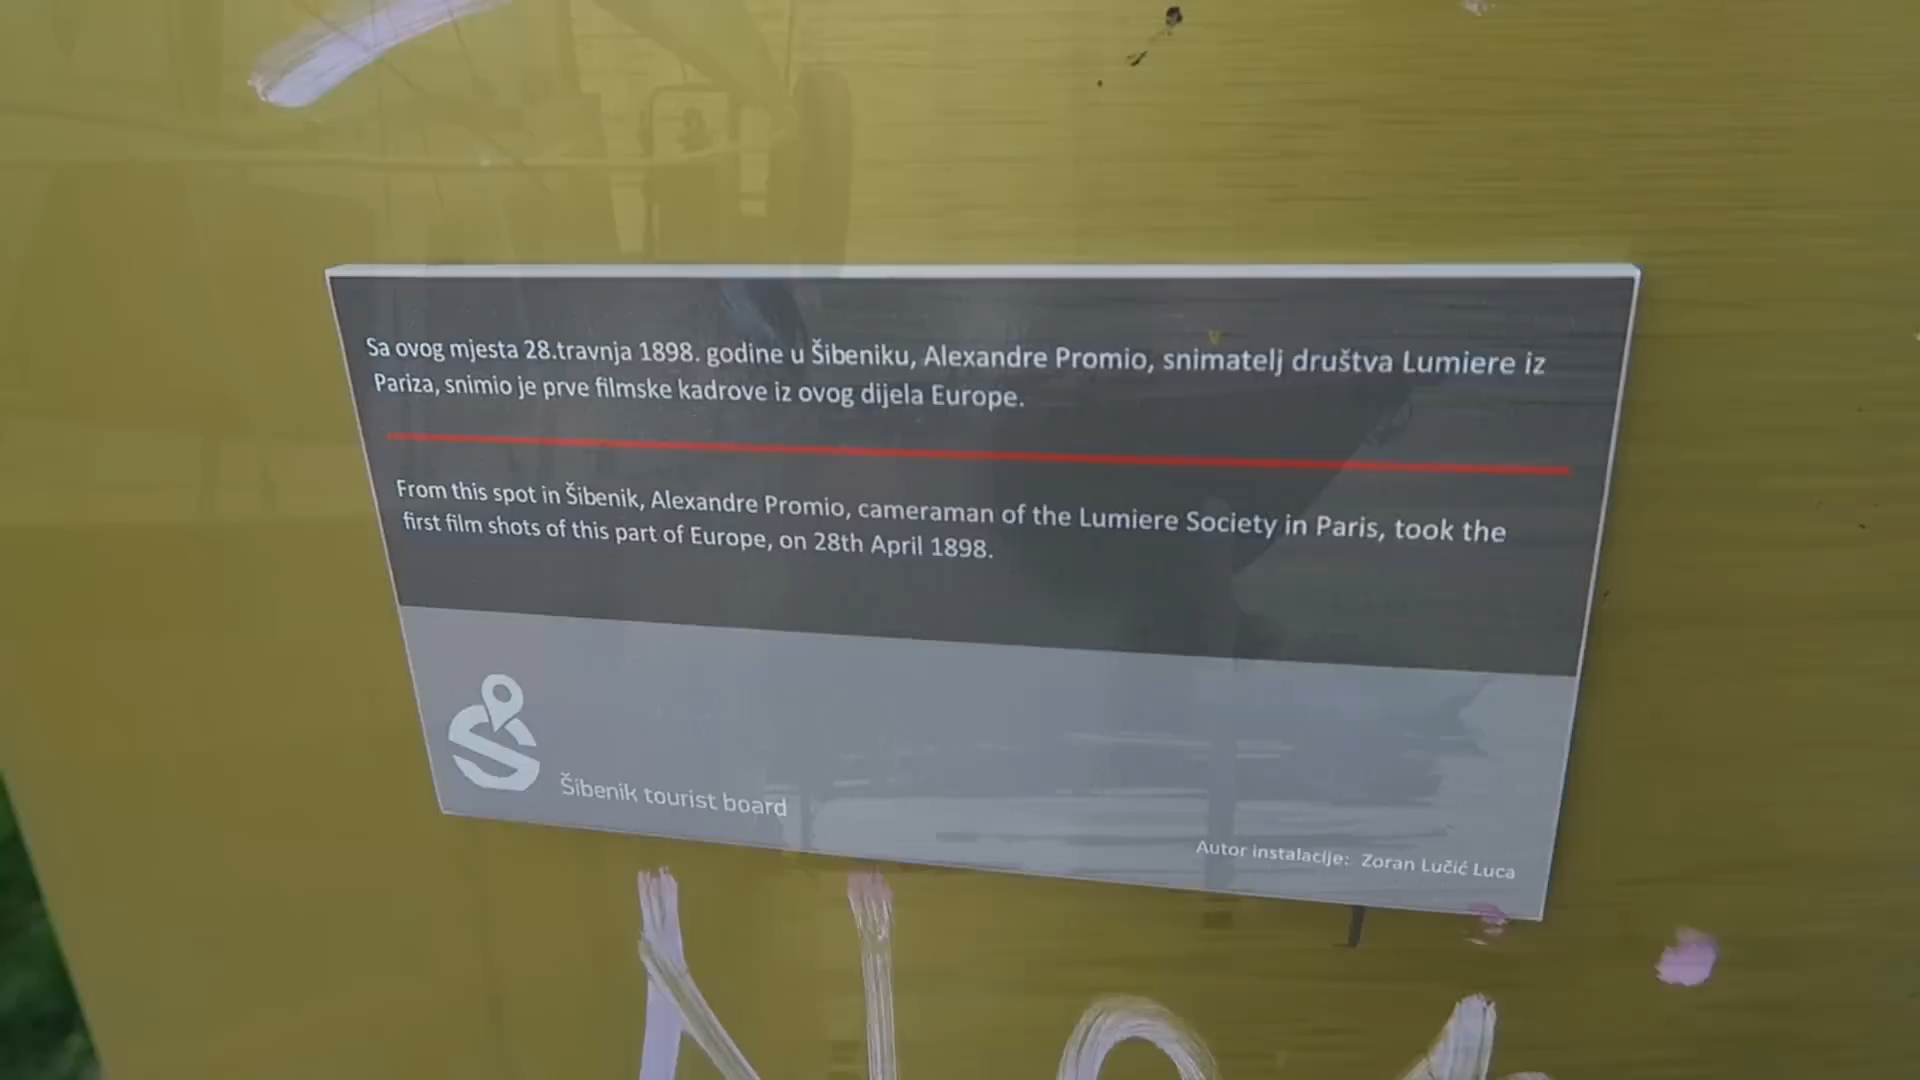 Sa ovog mjesta 28.travnja 1898. godine u Šibeniku, Alexandre Promio, snimatelj društva Lumiere iz
Pariza, snimio je prve filmske kadrove iz ovog dijela Europe.
From this spot in Šibenik, Alexandre Promio, cameraman of the Lumiere Society in Paris, took the
first film shots of this part of Europe, on 28th April 1898.
Šibenik tourist board
Autor instalacije: Zoran Lučić Luca